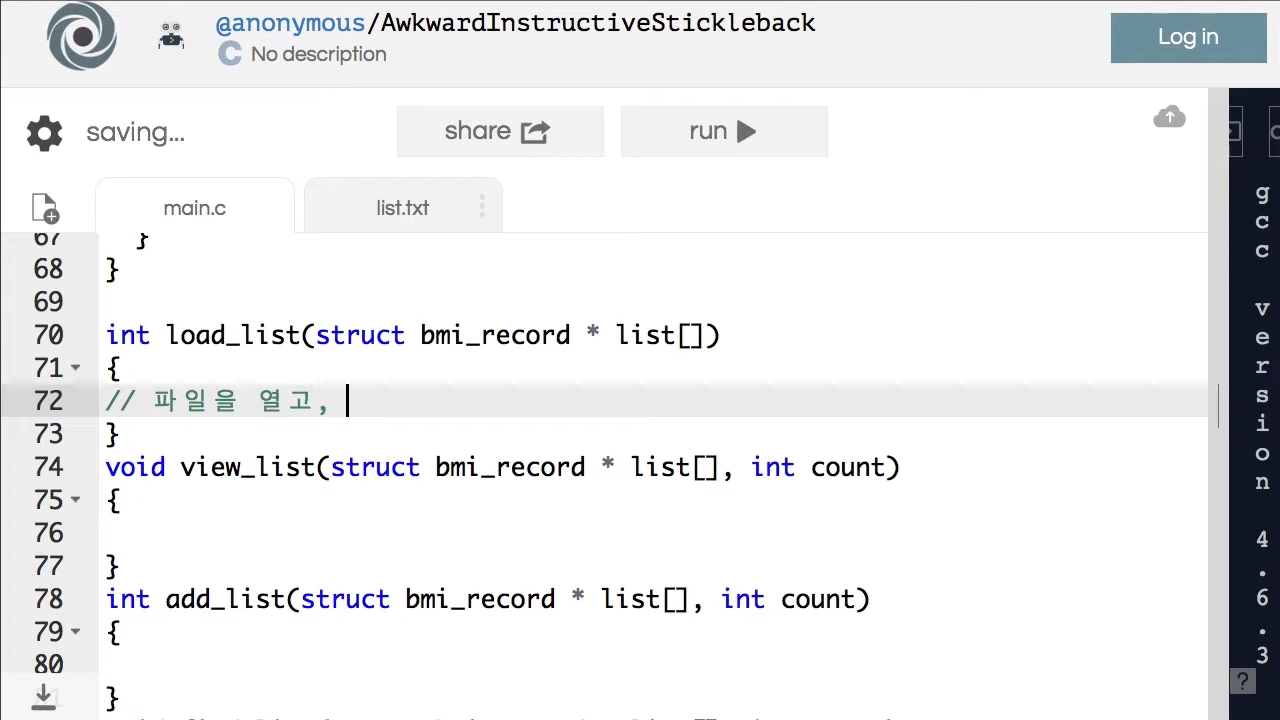 @anonymous/AwkwardInstructiveStickleback
C No description
Log in
saving...
share
run
main.c
list.txt
67 }
68 }
69
70 int load_list(struct bmi_record * list[])
71 {
72 // 파일을 열고,
73 }
74 void view_list(struct bmi_record * list[], int count)
75 {
76
77 }
78 int add_list(struct bmi_record * list[], int count)
79 {
80
}
gcc version 4.6.3
?